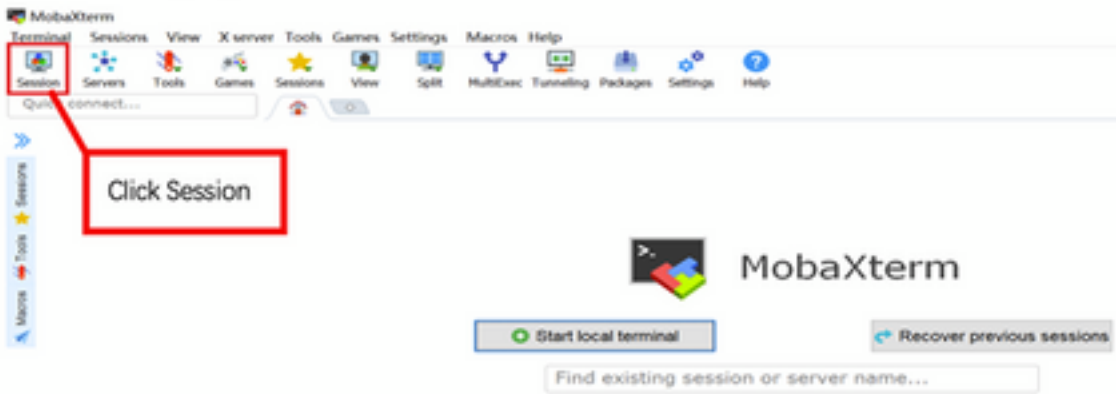 MobaXterm
Terminal Sessions View X server Tools Games Settings Macros Help
Session Servers Tools Games Sessions View Split MultiExec Tunneling Packages Settings Help
Quick connect...
Click Session
Sessions
Tools
Macros
MobaXterm
Start local terminal
Recover previous sessions
Find existing session or server name...